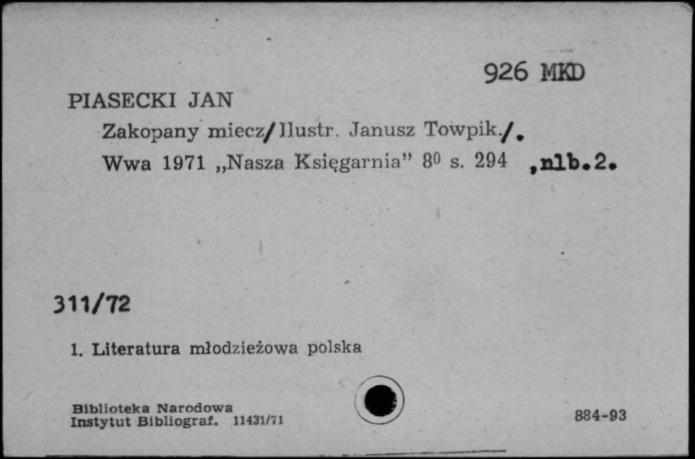 926 MKD
PIASECKI JAN
Zakopany miecz/Ilustr. Janusz Towpik./.
Wwa 1971 „Nasza Księgarnia” 8⁰ s. 294 ,nlb.2.
311/72
1. Literatura młodzieżowa polska
Biblioteka Narodowa
Instytut Bibliograf. 11431/71
884-93